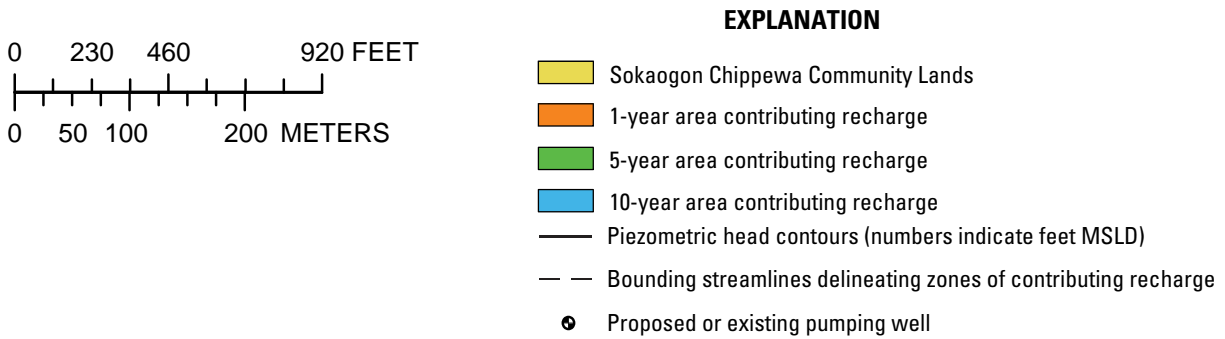 EXPLANATION
0 230 460 920 FEET
0 50 100 200 METERS
Sokaogon Chippewa Community Lands
1-year area contributing recharge
5-year area contributing recharge
10-year area contributing recharge
Piezometric head contours (numbers indicate feet MSLD)
Bounding streamlines delineating zones of contributing recharge
Proposed or existing pumping well